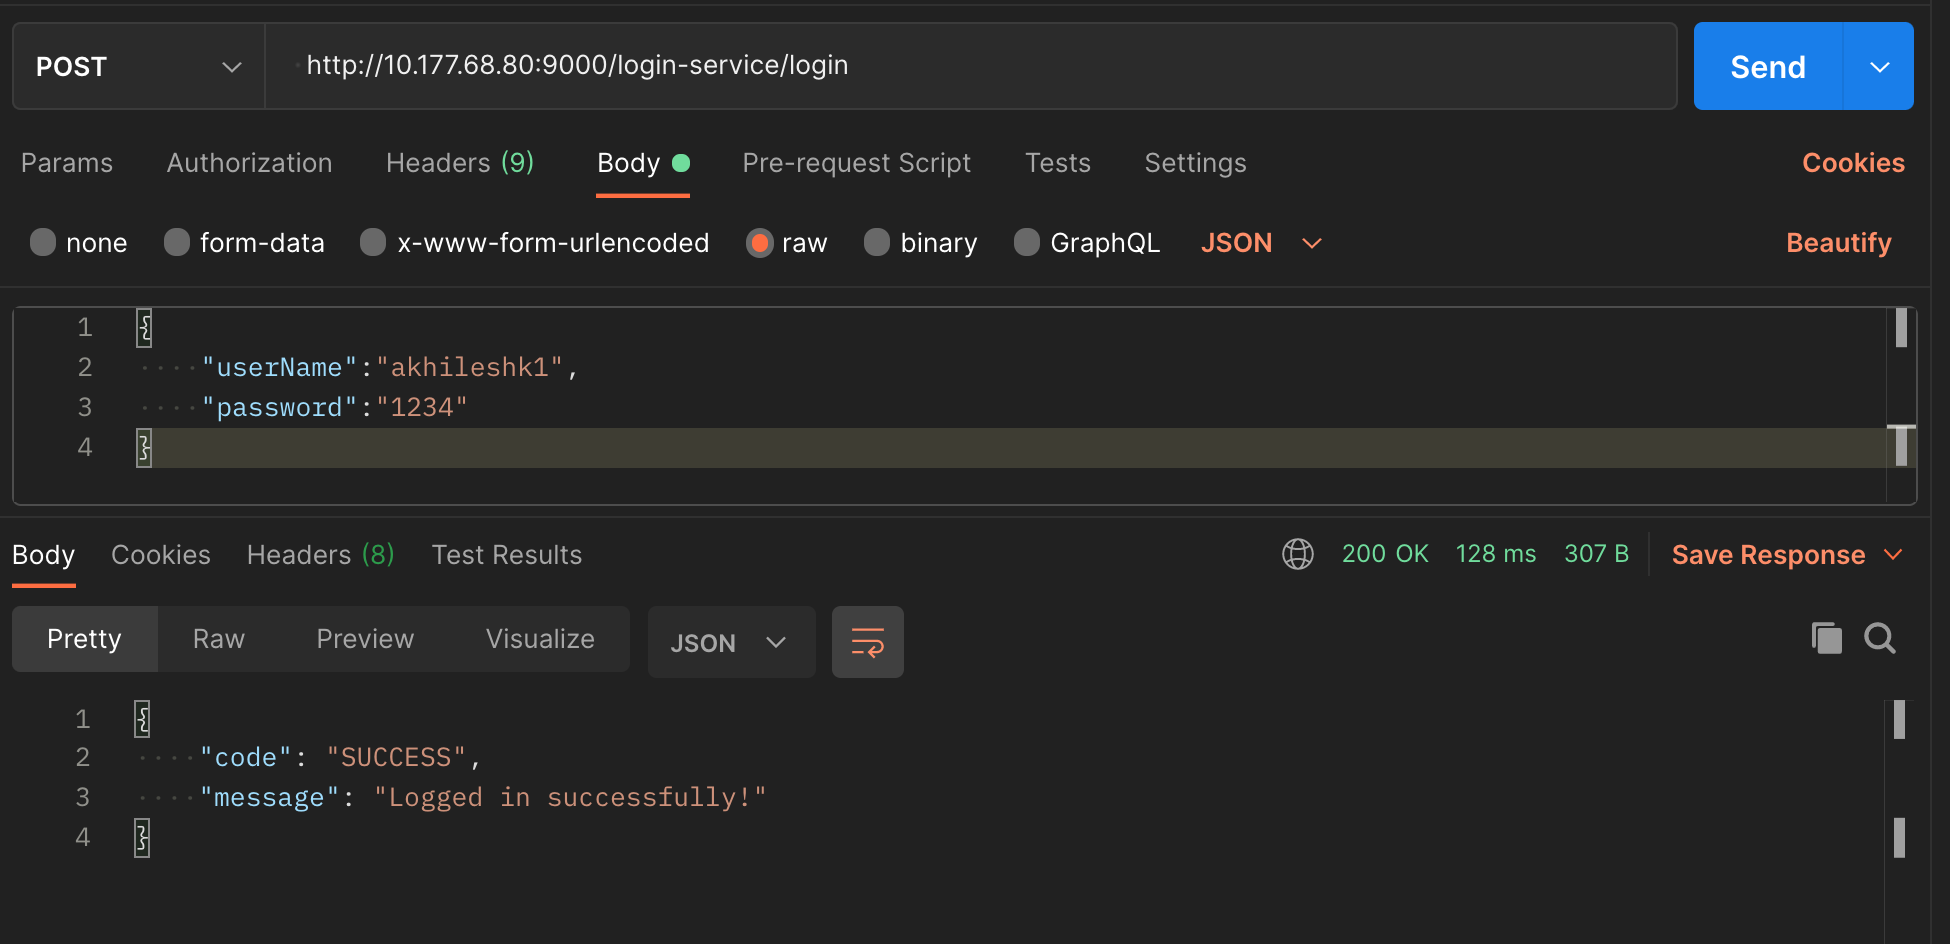 POST http://10.177.68.80:9000/login-service/login Send
Params Authorization Headers (9) Body Pre-request Script Tests Settings Cookies
none form-data x-www-form-urlencoded raw binary GraphQL JSON Beautify
1 {
2 "userName":"akhileshk1",
3 "password":"1234"
4 }
Body Cookies Headers (8) Test Results 200 OK 128 ms 307 B Save Response
Pretty Raw Preview Visualize JSON
1 {
2 "code": "SUCCESS",
3 "message": "Logged in successfully!"
4 }